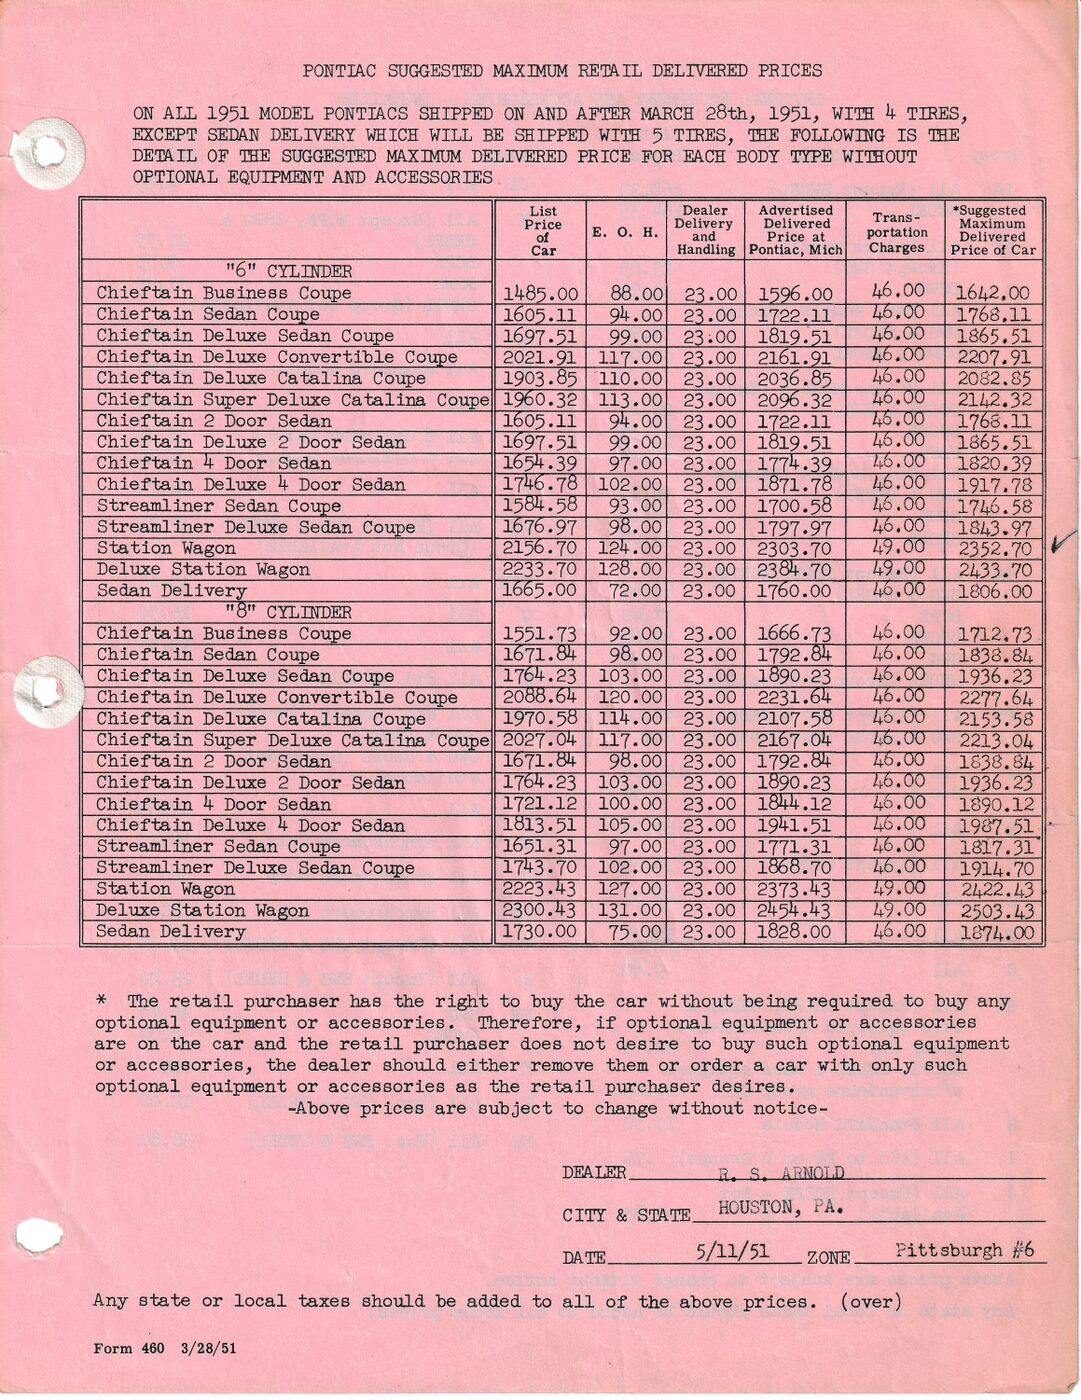 PONTIAC SUGGESTED MAXIMUM RETAIL DELIVERED PRICES
ON ALL 1951 MODEL PONTIACS SHIPPED ON AND AFTER MARCH 28th, 1951, WITH 4 TIRES,
EXCEPT SEDAN DELIVERY WHICH WILL BE SHIPPED WITH 5 TIRES, THE FOLLOWING IS THE
DETAIL OF THE SUGGESTED MAXIMUM DELIVERED PRICE FOR EACH BODY TYPE WITHOUT
OPTIONAL EQUIPMENT AND ACCESSORIES
List Price of Car E. O. H. Dealer Delivery and Handling Advertised Delivered Price at Pontiac, Mich Trans-portation Charges *Suggested Maximum Delivered Price of Car
"6" CYLINDER
Chieftain Business Coupe 1485.00 88.00 23.00 1596.00 46.00 1642.00
Chieftain Sedan Coupe 1605.11 94.00 23.00 1722.11 46.00 1768.11
Chieftain Deluxe Sedan Coupe 1697.51 99.00 23.00 1819.51 46.00 1865.51
Chieftain Deluxe Convertible Coupe 2021.91 117.00 23.00 2161.91 46.00 2207.91
Chieftain Deluxe Catalina Coupe 1903.85 110.00 23.00 2036.85 46.00 2082.85
Chieftain Super Deluxe Catalina Coupe 1960.32 113.00 23.00 2096.32 46.00 2142.32
Chieftain 2 Door Sedan 1605.11 94.00 23.00 1722.11 46.00 1768.11
Chieftain Deluxe 2 Door Sedan 1697.51 99.00 23.00 1819.51 46.00 1865.51
Chieftain 4 Door Sedan 1654.39 97.00 23.00 1774.39 46.00 1820.39
Chieftain Deluxe 4 Door Sedan 1746.78 102.00 23.00 1871.78 46.00 1917.78
Streamliner Sedan Coupe 1584.58 93.00 23.00 1700.58 46.00 1746.58
Streamliner Deluxe Sedan Coupe 1676.97 98.00 23.00 1797.97 46.00 1843.97
Station Wagon 2156.70 124.00 23.00 2303.70 49.00 2352.70
Deluxe Station Wagon 2233.70 128.00 23.00 2384.70 49.00 2433.70
Sedan Delivery 1665.00 72.00 23.00 1760.00 46.00 1806.00
"8" CYLINDER
Chieftain Business Coupe 1551.73 92.00 23.00 1666.73 46.00 1712.73
Chieftain Sedan Coupe 1671.84 98.00 23.00 1792.84 46.00 1838.84
Chieftain Deluxe Sedan Coupe 1764.23 103.00 23.00 1890.23 46.00 1936.23
Chieftain Deluxe Convertible Coupe 2088.64 120.00 23.00 2231.64 46.00 2277.64
Chieftain Deluxe Catalina Coupe 1970.58 114.00 23.00 2107.58 46.00 2153.58
Chieftain Super Deluxe Catalina Coupe 2027.04 117.00 23.00 2167.04 46.00 2213.04
Chieftain 2 Door Sedan 1671.84 98.00 23.00 1792.84 46.00 1838.84
Chieftain Deluxe 2 Door Sedan 1764.23 103.00 23.00 1890.23 46.00 1936.23
Chieftain 4 Door Sedan 1721.12 100.00 23.00 1844.12 46.00 1890.12
Chieftain Deluxe 4 Door Sedan 1813.51 105.00 23.00 1941.51 46.00 1987.51
Streamliner Sedan Coupe 1651.31 97.00 23.00 1771.31 46.00 1817.31
Streamliner Deluxe Sedan Coupe 1743.70 102.00 23.00 1868.70 46.00 1914.70
Station Wagon 2223.43 127.00 23.00 2373.43 49.00 2422.43
Deluxe Station Wagon 2300.43 131.00 23.00 2454.43 49.00 2503.43
Sedan Delivery 1730.00 75.00 23.00 1828.00 46.00 1874.00
* The retail purchaser has the right to buy the car without being required to buy any
optional equipment or accessories. Therefore, if optional equipment or accessories
are on the car and the retail purchaser does not desire to buy such optional equipment
or accessories, the dealer should either remove them or order a car with only such
optional equipment or accessories as the retail purchaser desires.
-Above prices are subject to change without notice-
DEALER R. S. ARNOLD
CITY & STATE HOUSTON, PA.
DATE 5/11/51 ZONE Pittsburgh #6
Any state or local taxes should be added to all of the above prices. (over)
Form 460 3/28/51